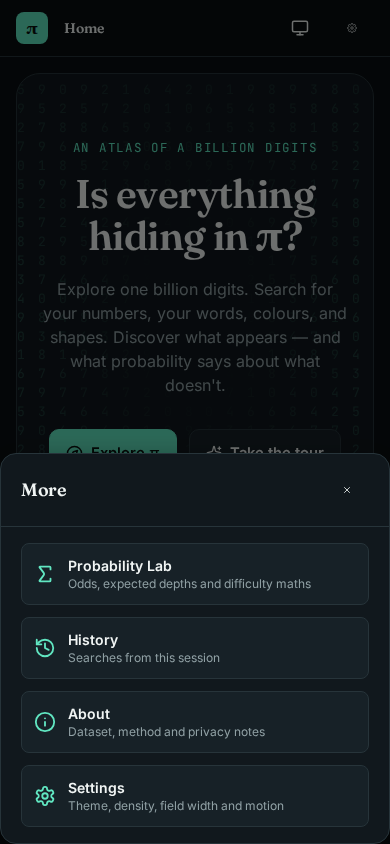 π Home
AN ATLAS OF A BILLION DIGITS
Is everything
hiding in π?
Explore one billion digits. Search for
your numbers, your words, colours, and
shapes. Discover what appears — and
what probability says about what
doesn't.
Explore π Take the tour
More
Probability Lab
Odds, expected depths and difficulty maths
History
Searches from this session
About
Dataset, method and privacy notes
Settings
Theme, density, field width and motion